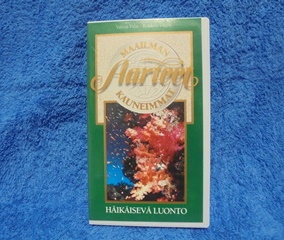 MAAILMAN
Aarteet
KAUNEIMMAT
HÄIKÄISEVÄ LUONTO